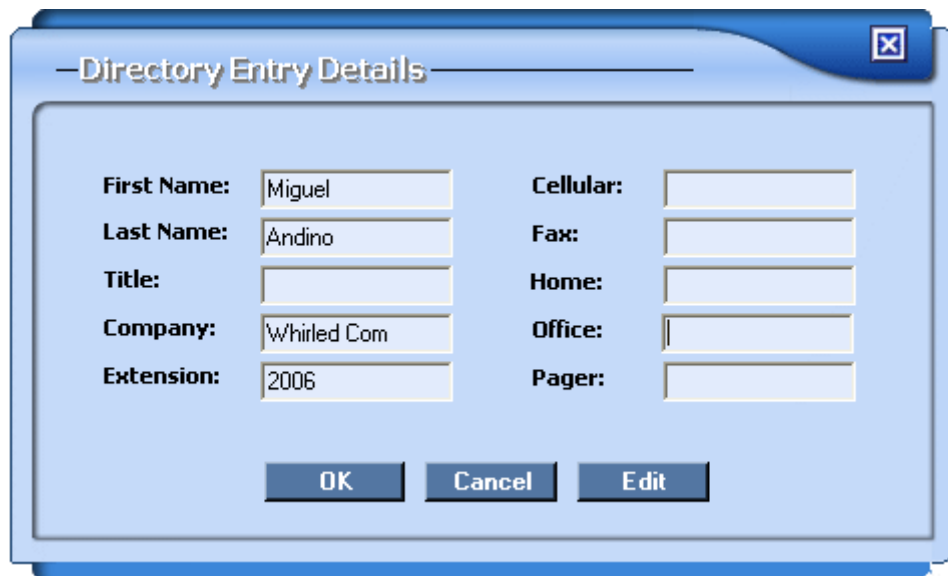 Directory Entry Details
First Name: Miguel
Last Name: Andino
Title:
Company: Whirled Com
Extension: 2006
Cellular:
Fax:
Home:
Office:
Pager:
OK Cancel Edit